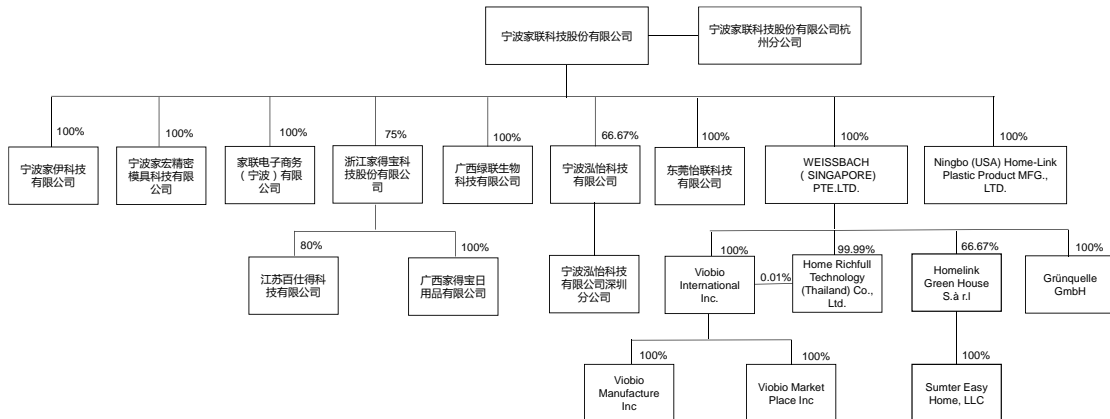 宁波家联科技股份有限公司
宁波家联科技股份有限公司杭
州分公司
100%
100%
100%
75%
100%
66.67%
100%
100%
100%
宁波家伊科技
有限公司
宁波家宏精密
模具科技有限
公司
家联电子商务
（宁波）有限
公司
浙江家得宝科
技股份有限公
司
广西绿联生物
科技有限公司
宁波泓怡科技
有限公司
东莞怡联科技
有限公司
WEISSBACH
( SINGAPORE)
PTE.LTD.
Ningbo (USA) Home-Link
Plastic Product MFG.,
LTD.
80%
100%
江苏百仕得科
技有限公司
广西家得宝日
用品有限公司
宁波泓怡科技
有限公司深圳
分公司
100%
99.99%
66.67%
100%
Viobio
International
Inc.
0.01%
Home Richfull
Technology
(Thailand) Co.,
Ltd.
Homelink
Green House
S.à r.l
Grünquelle
GmbH
100%
100%
100%
Viobio
Manufacture
Inc
Viobio Market
Place Inc
Sumter Easy
Home, LLC